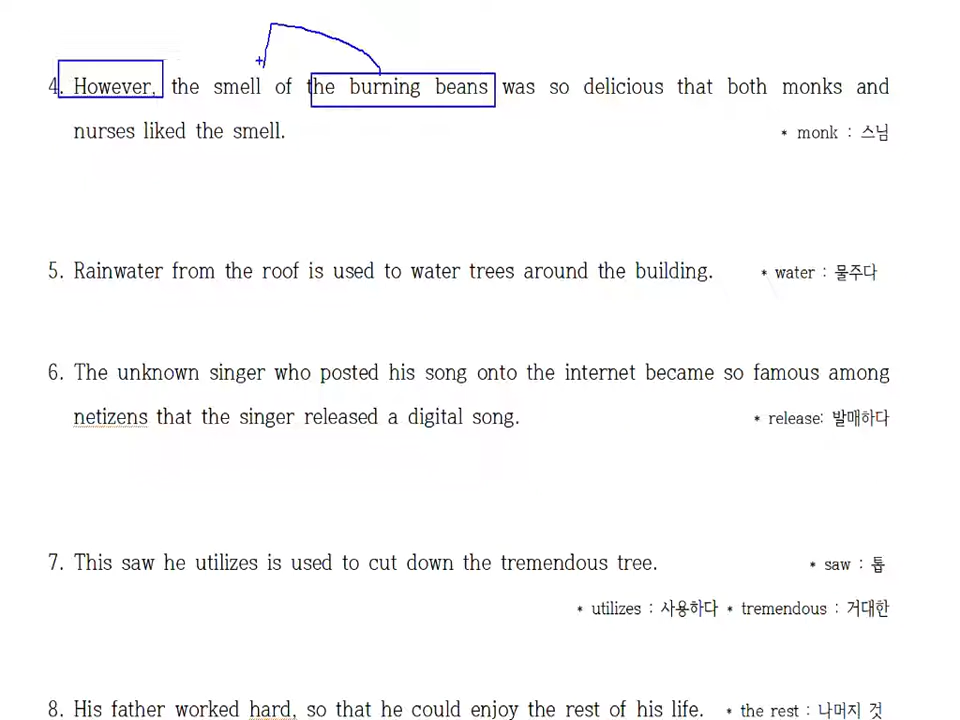 4. However, the smell of the burning beans was so delicious that both monks and
nurses liked the smell. * monk : 스님
5. Rainwater from the roof is used to water trees around the building. * water : 물주다
6. The unknown singer who posted his song onto the internet became so famous among
netizens that the singer released a digital song. * release: 발매하다
7. This saw he utilizes is used to cut down the tremendous tree. * saw : 톱
* utilizes : 사용하다 * tremendous : 거대한
8. His father worked hard, so that he could enjoy the rest of his life. * the rest : 나머지 것